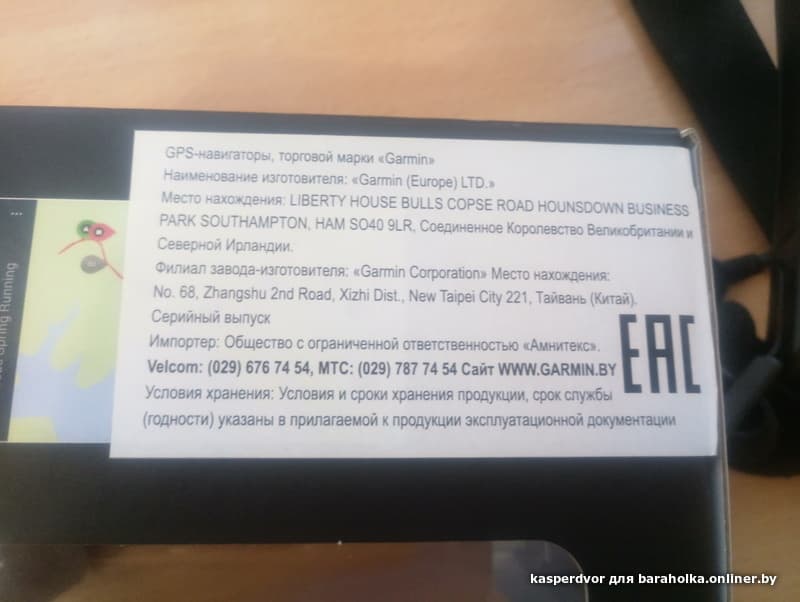 GPS-навигаторы, торговой марки «Garmin»
Наименование изготовителя: «Garmin (Europe) LTD.»
Место нахождения: LIBERTY HOUSE BULLS COPSE ROAD HOUNSDOWN BUSINESS
PARK SOUTHAMPTON, HAM SO40 9LR, Соединенное Королевство Великобритании и
Северной Ирландии.
Филиал завода-изготовителя: «Garmin Corporation» Место нахождения:
No. 68, Zhangshu 2nd Road, Xizhi Dist., New Taipei City 221, Тайвань (Китай).
Серийный выпуск
Импортер: Общество с ограниченной ответственностью «Амнитекс».
Velcom: (029) 676 74 54, МТС: (029) 787 74 54 Сайт WWW.GARMIN.BY
Условия хранения: Условия и сроки хранения продукции, срок службы
(годности) указаны в прилагаемой к продукции эксплуатационной документации
EAC
Spring Running
kasperdvor для baraholka.onliner.by